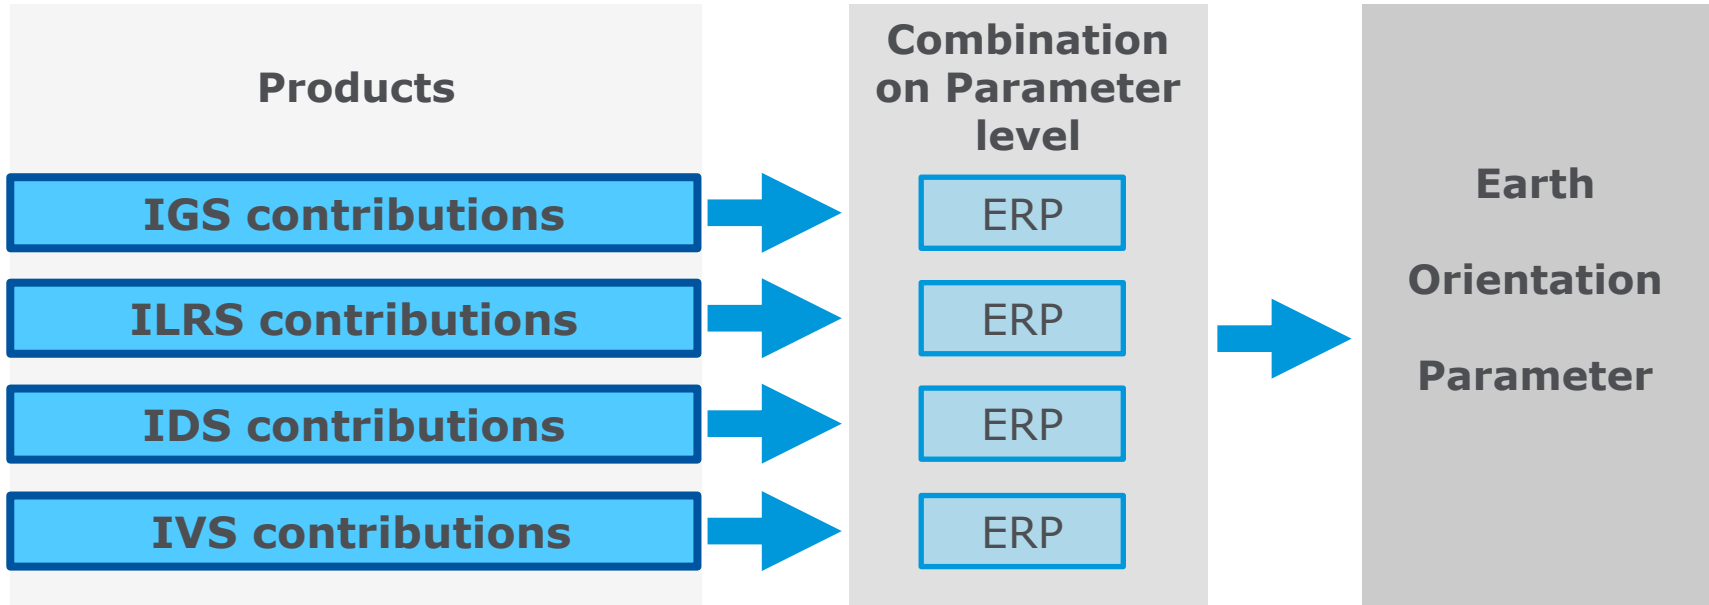 Products
IGS contributions
ILRS contributions
IDS contributions
IVS contributions
Combination
on Parameter
level
ERP
ERP
ERP
ERP
Earth
Orientation
Parameter